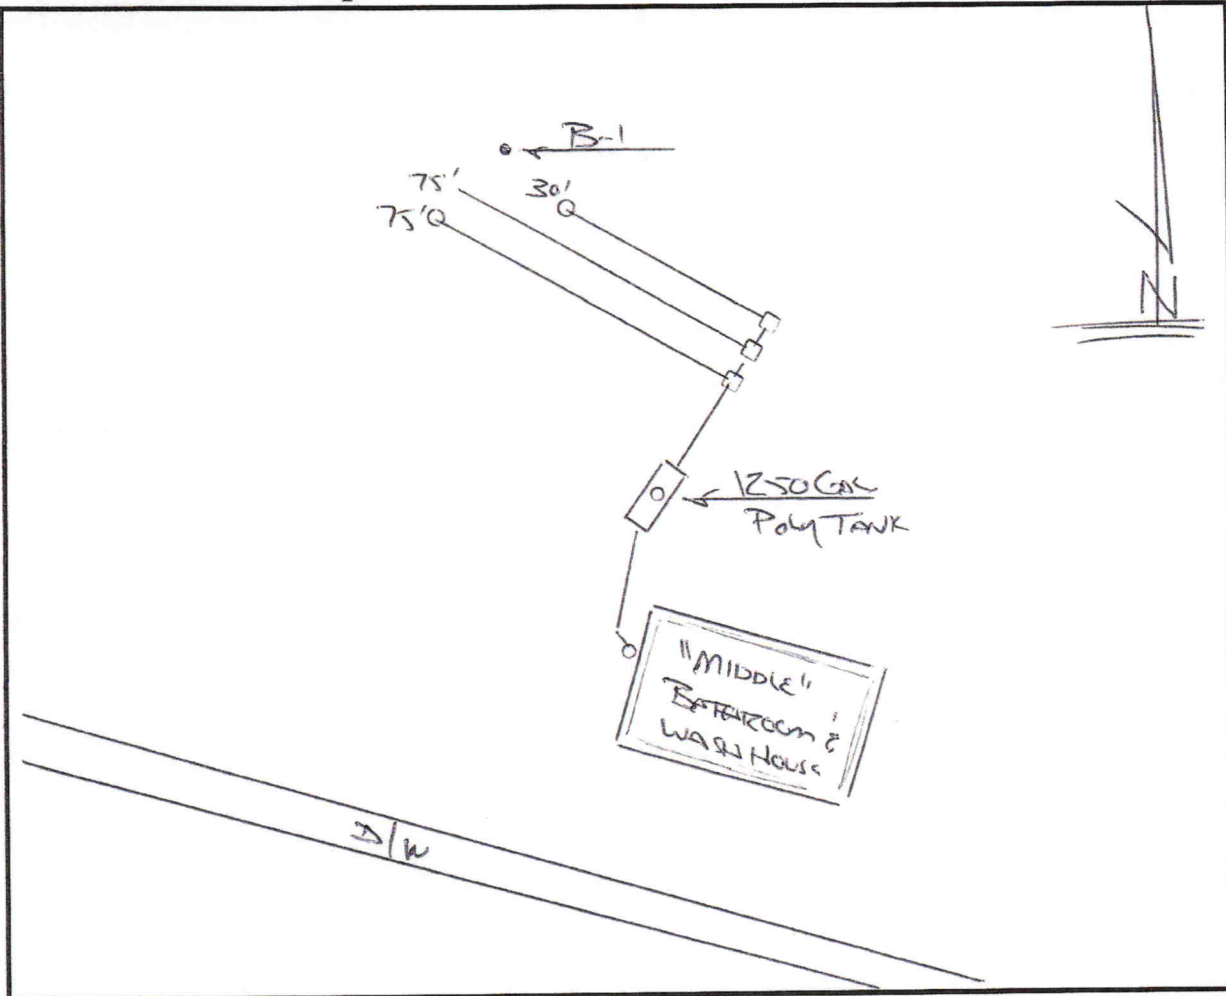 B-1
75'
30'
75'
N
1250 GAL
POLY TANK
"MIDDLE"
BATHROOM &
WASH HOUSE
D/W